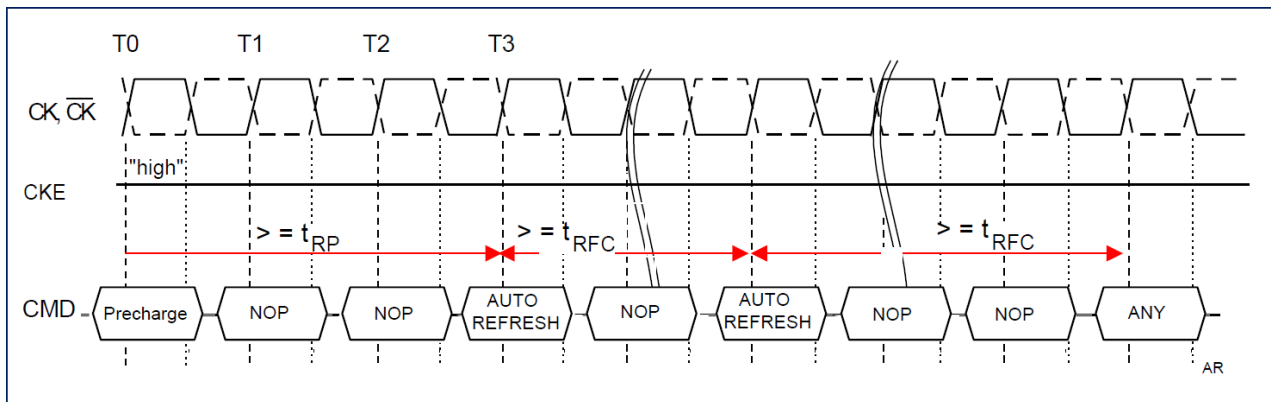 T0 T1 T2 T3
CK, C̅K̅
"high"
CKE
> = tRP > = tRFC > = tRFC
CMD Precharge NOP NOP AUTO REFRESH NOP AUTO REFRESH NOP NOP ANY
AR